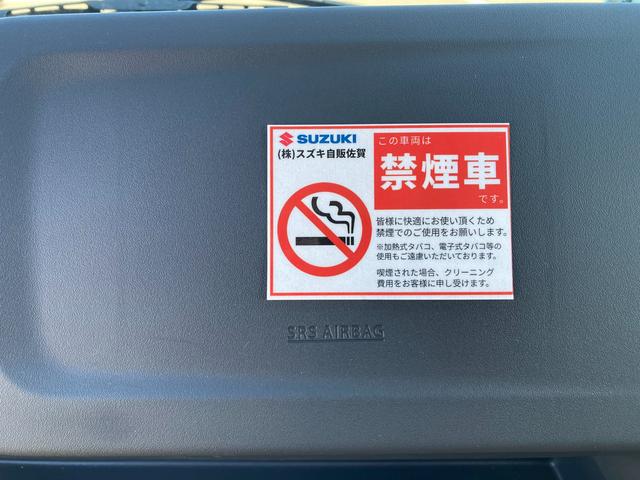 SUZUKI
(株)スズキ自販佐賀
この車両は
禁煙車
です。
皆様に快適にお使い頂くため
禁煙でのご使用をお願いします。
※加熱式タバコ、電子式タバコ等の
使用もご遠慮いただいております。
喫煙された場合、クリーニング
費用をお客様に申し受けます。
SRS AIRBAG